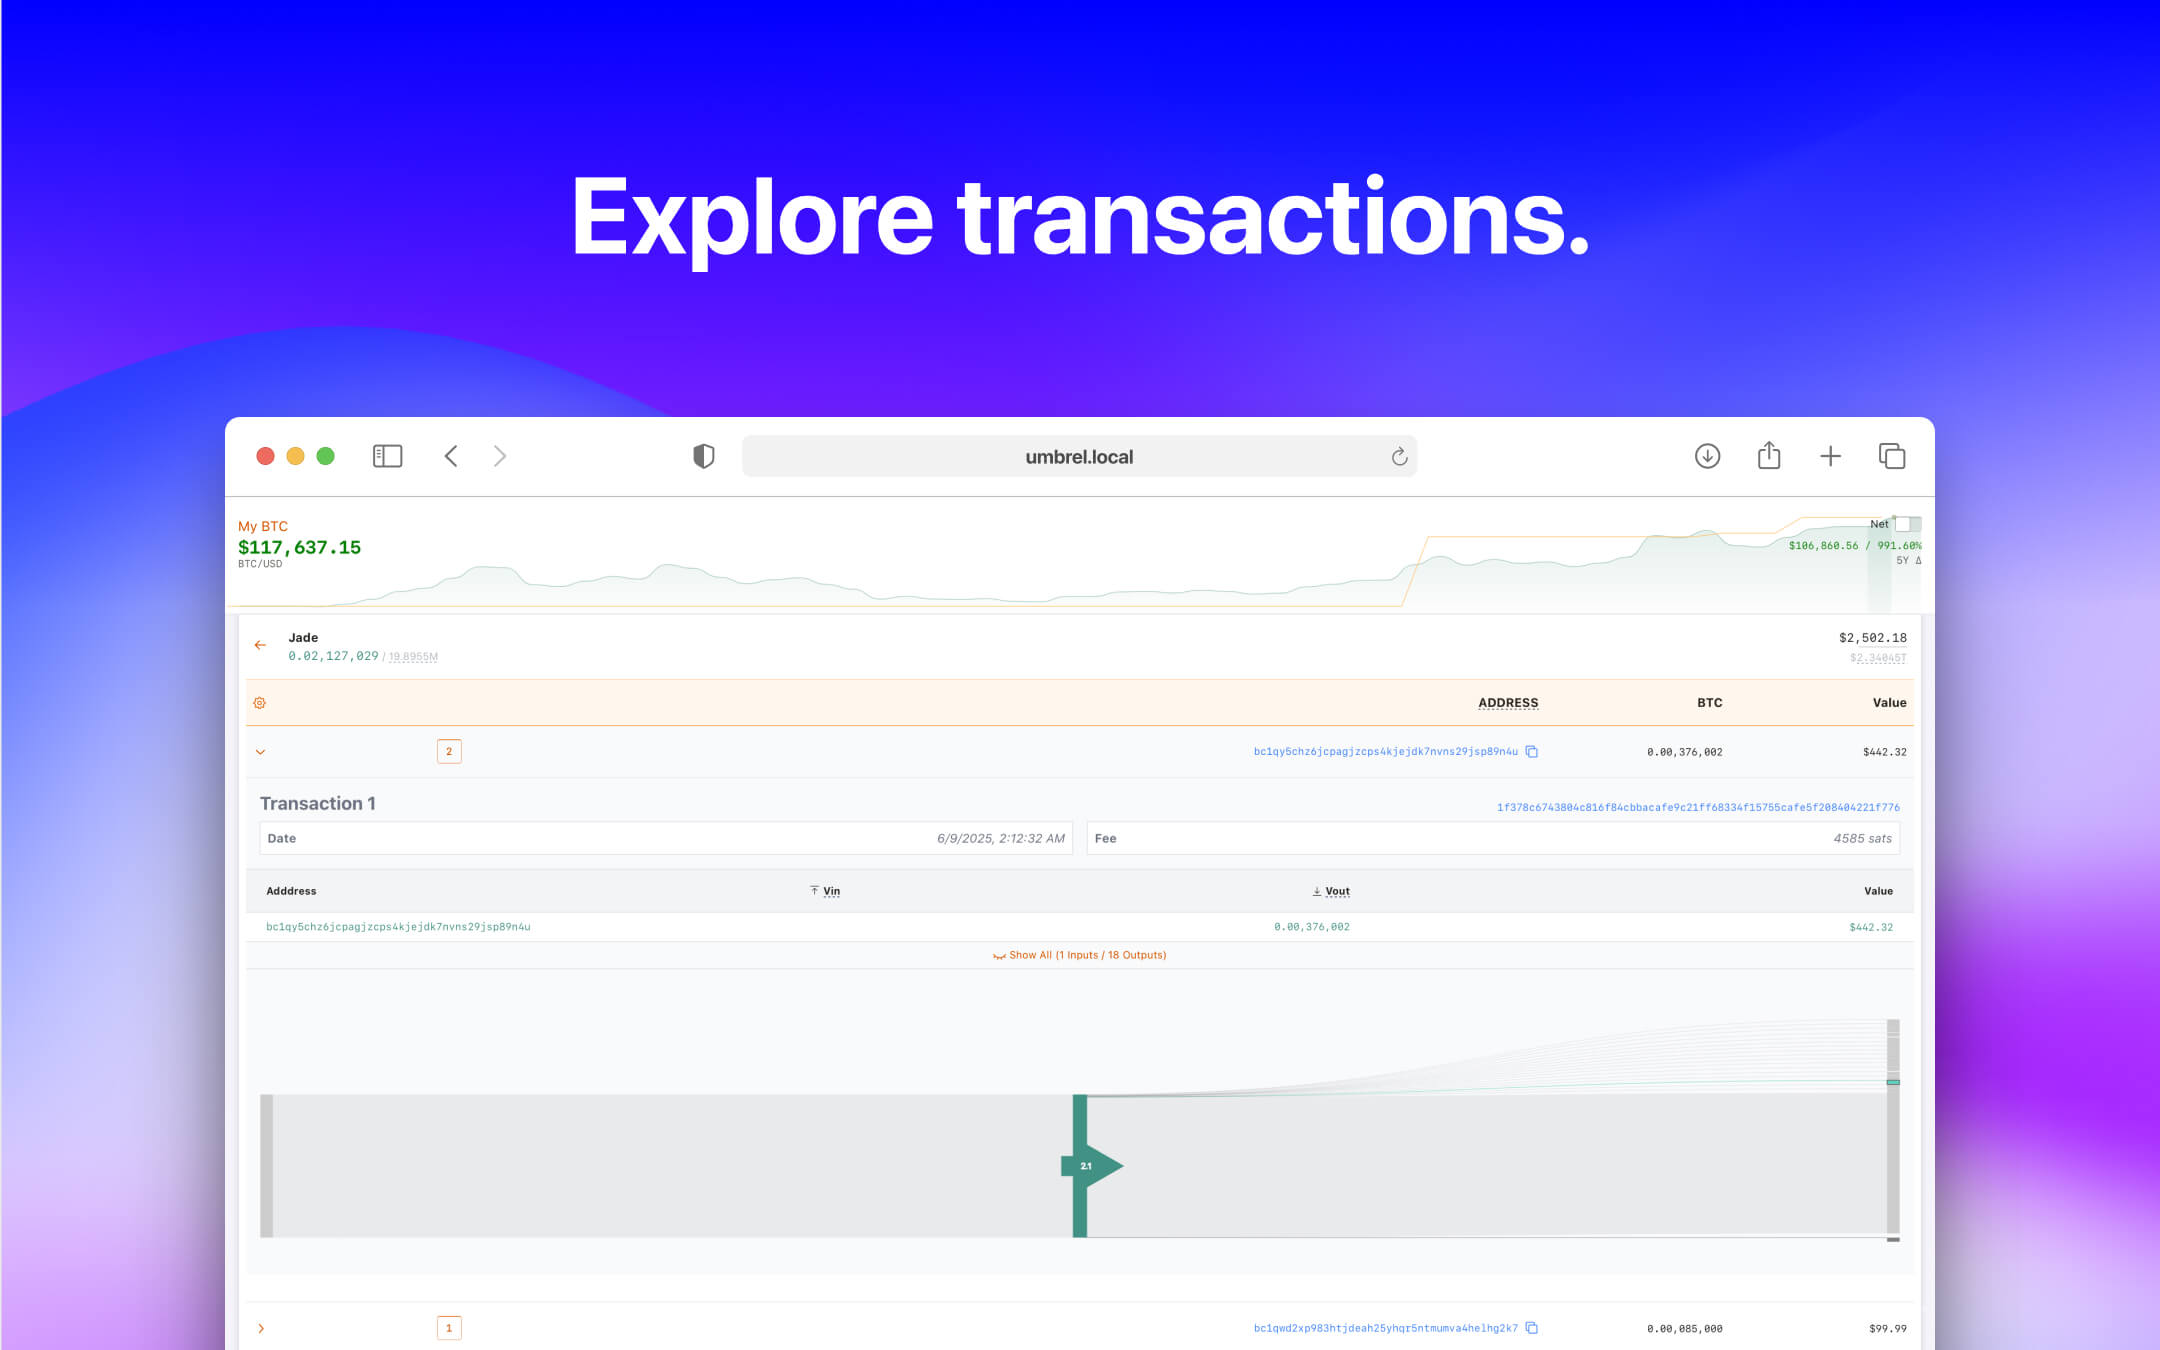 Explore transactions.
umbrel.local
My BTC
$117,637.15
BTC/USD
Net
$106,860.56 / 991.60%
5Y Δ
Jade
0.02,127,029 / 19.8955M
$2,502.18
$2.34045T
ADDRESS BTC Value
2 bc1qy5chz6jcpagjzcps4kjejdk7nvns29jsp89n4u 0.00,376,002 $442.32
Transaction 1
1f378c6743804c816f84cbbacafe9c21ff68334f15755cafe5f208404221f776
Date 6/9/2025, 2:12:32 AM Fee 4585 sats
Adddress Vin Vout Value
bc1qy5chz6jcpagjzcps4kjejdk7nvns29jsp89n4u 0.00,376,002 $442.32
Show All (1 Inputs / 18 Outputs)
2.1
1 bc1qwd2xp983htjdeah25yhqr5ntmumva4helhg2k7 0.00,085,000 $99.99